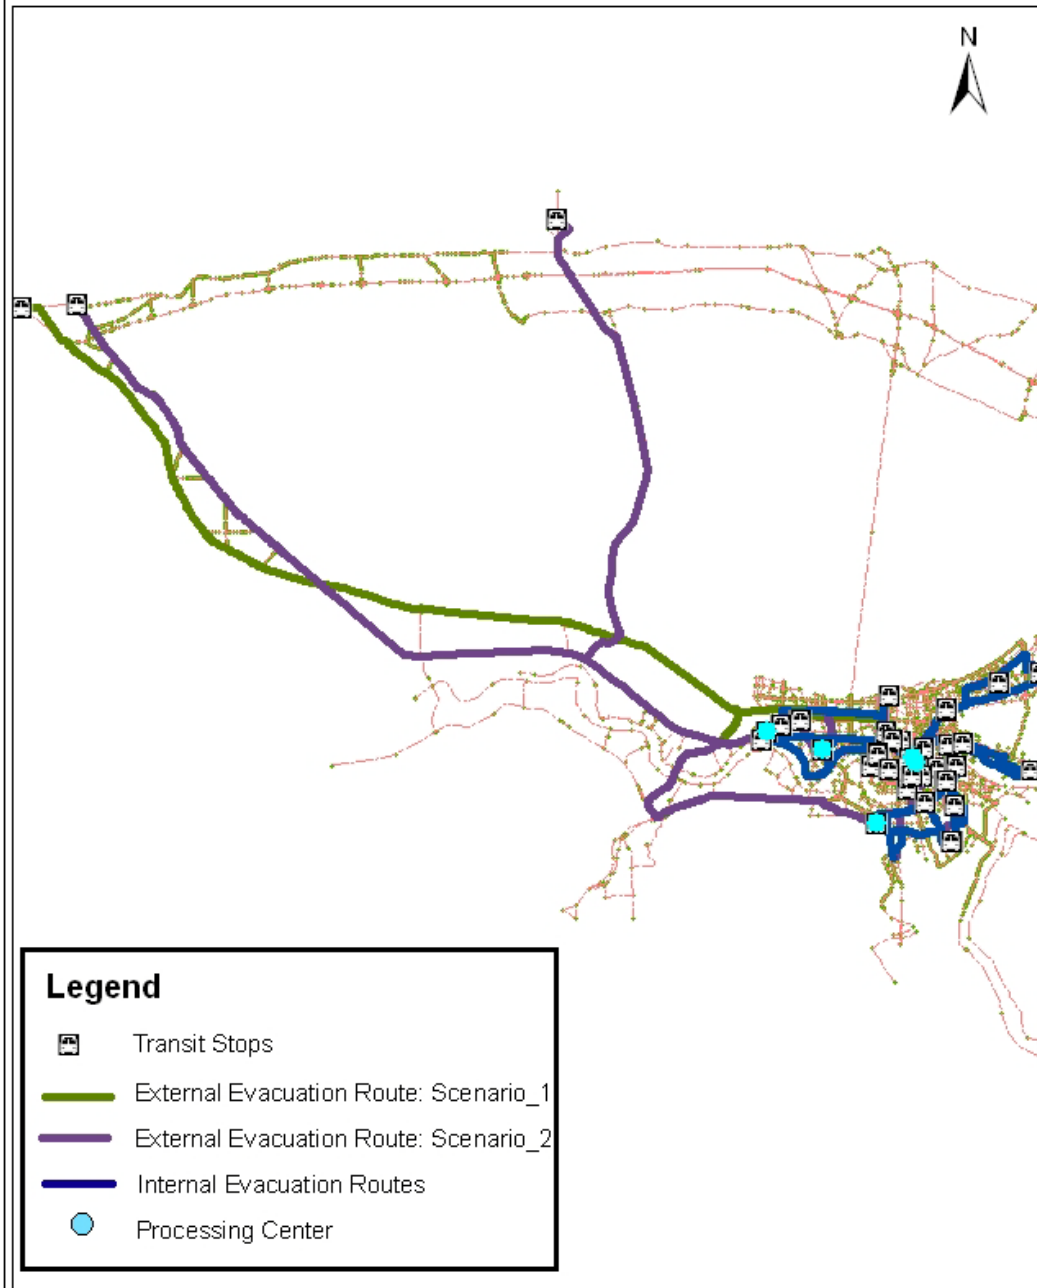 N
Legend
Transit Stops
External Evacuation Route: Scenario_1
External Evacuation Route: Scenario_2
Internal Evacuation Routes
Processing Center